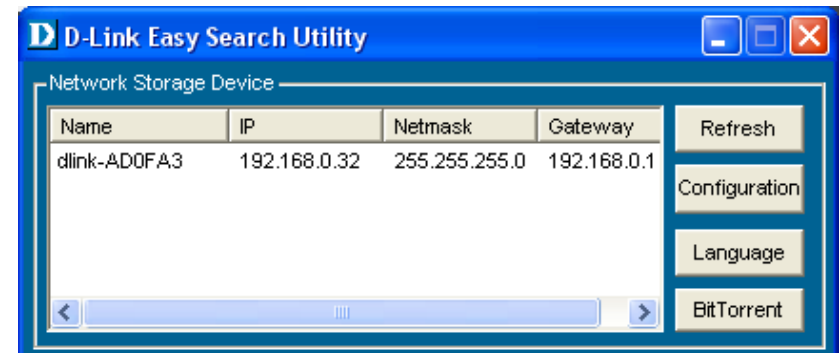 D D-Link Easy Search Utility
Network Storage Device
Name IP Netmask Gateway
dlink-AD0FA3 192.168.0.32 255.255.255.0 192.168.0.1
Refresh
Configuration
Language
BitTorrent